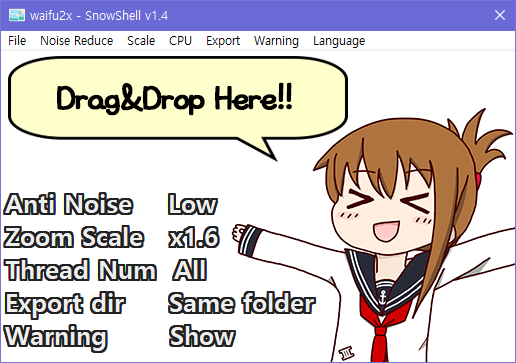 waifu2x - SnowShell v1.4
File Noise Reduce Scale CPU Export Warning Language
Drag&Drop Here!!
Anti Noise Low
Zoom Scale x1.6
Thread Num All
Export dir Same folder
Warning Show
III